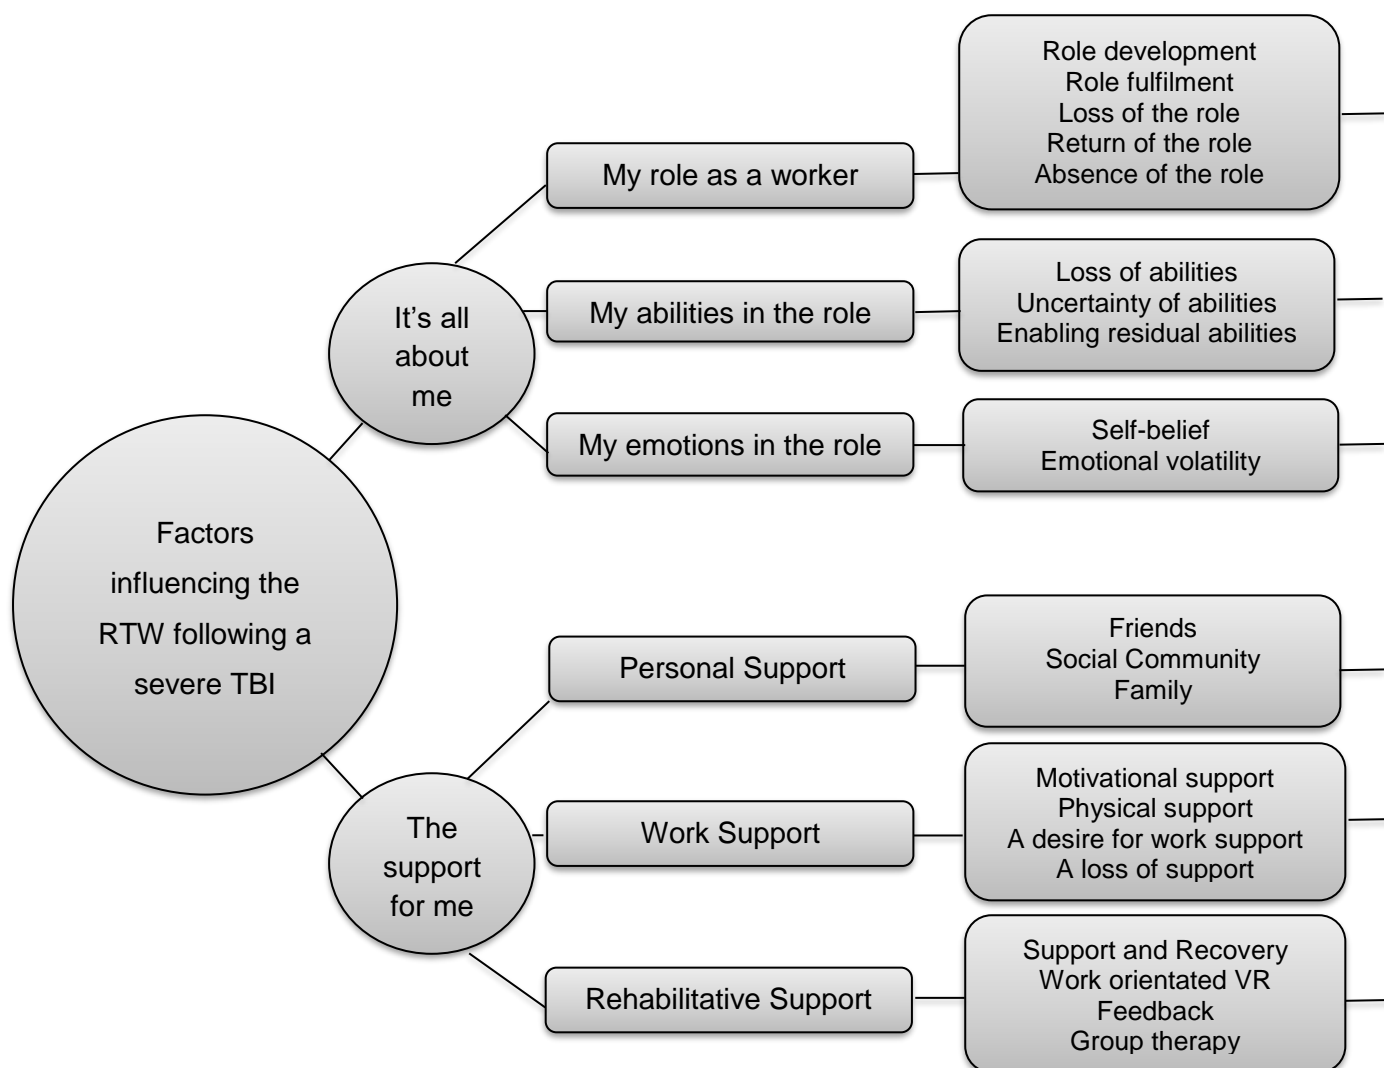 Factors
influencing the
RTW following a
severe TBI
It’s all
about
me
My role as a worker
Role development
Role fulfilment
Loss of the role
Return of the role
Absence of the role
My abilities in the role
Loss of abilities
Uncertainty of abilities
Enabling residual abilities
My emotions in the role
Self-belief
Emotional volatility
The
support
for me
Personal Support
Friends
Social Community
Family
Work Support
Motivational support
Physical support
A desire for work support
A loss of support
Rehabilitative Support
Support and Recovery
Work orientated VR
Feedback
Group therapy